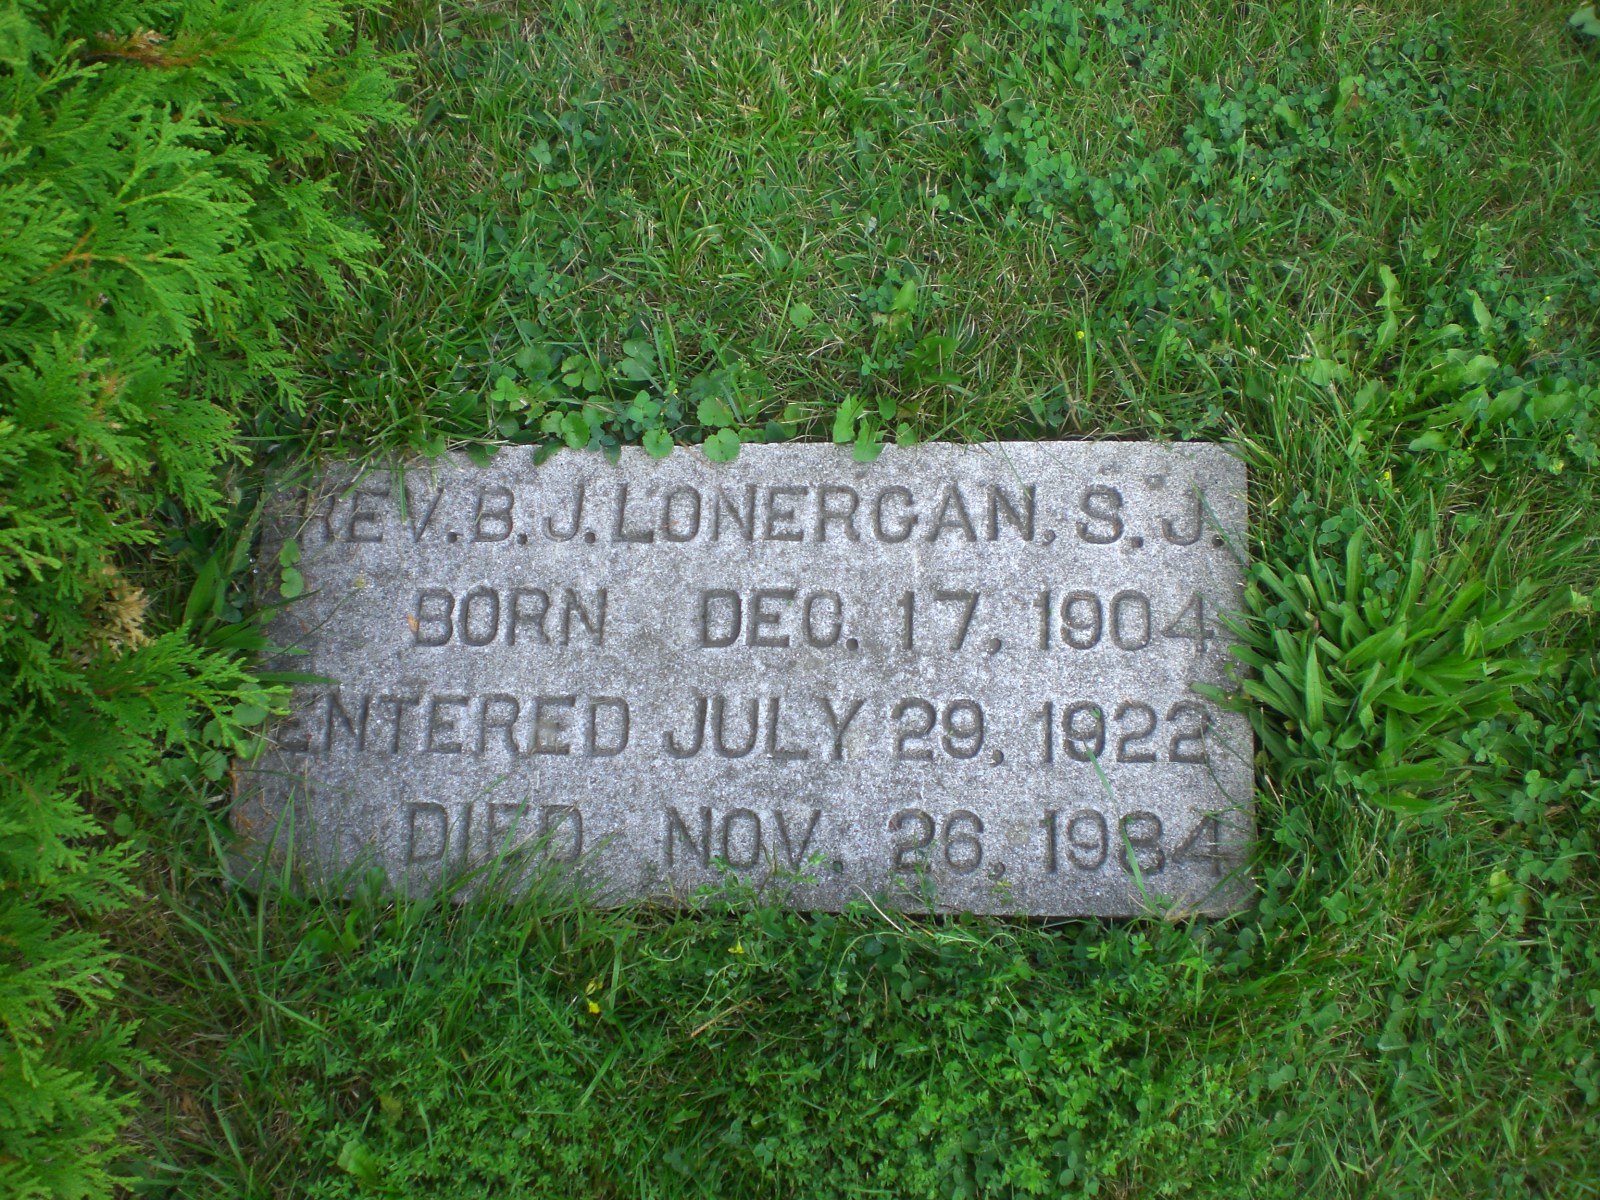 REV. B. J. LONERGAN, S. J.
BORN DEC. 17, 1904
ENTERED JULY 29, 1922
DIED NOV. 26, 1984